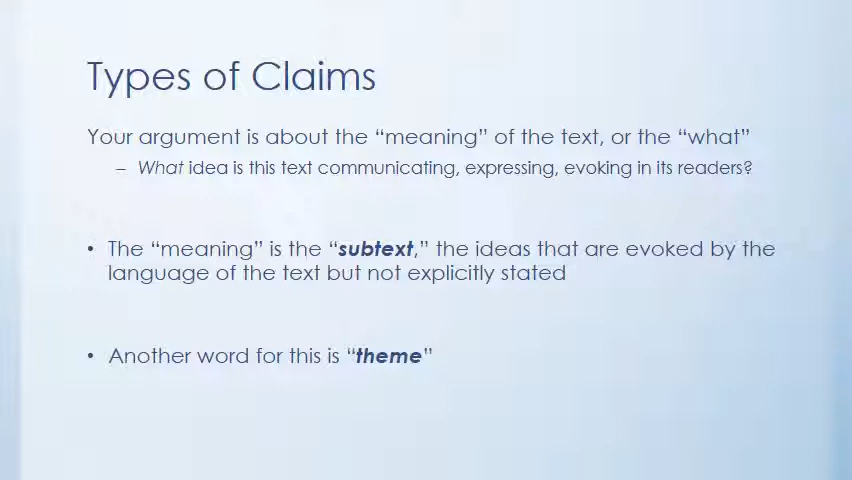 Types of Claims
Your argument is about the “meaning” of the text, or the “what”
– What idea is this text communicating, expressing, evoking in its readers?
• The “meaning” is the “subtext,” the ideas that are evoked by the
language of the text but not explicitly stated
• Another word for this is “theme”